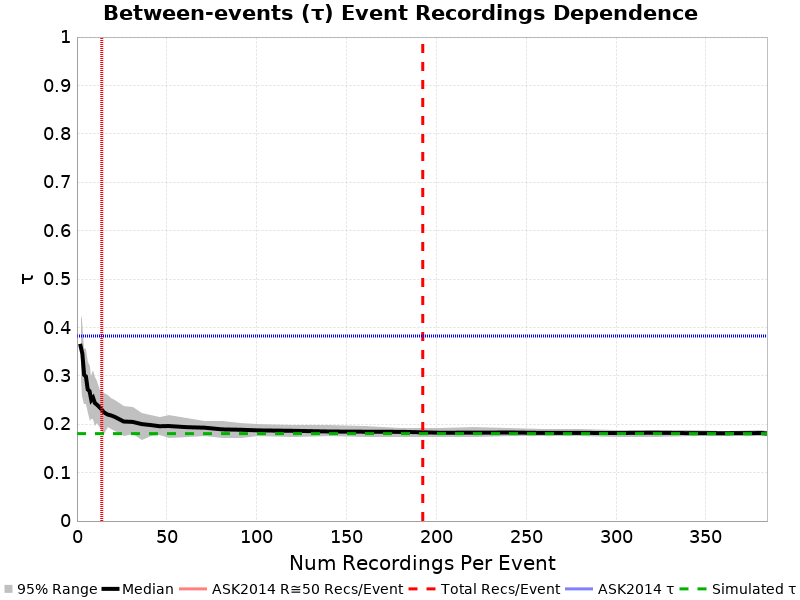 Between-events (τ) Event Recordings Dependence
1
0.9
0.8
0.7
0.6
0.5
0.4
0.3
0.2
0.1
0
τ
0 50 100 150 200 250 300 350
Num Recordings Per Event
95% Range Median ASK2014 R≅50 Recs/Event Total Recs/Event ASK2014 τ Simulated τ